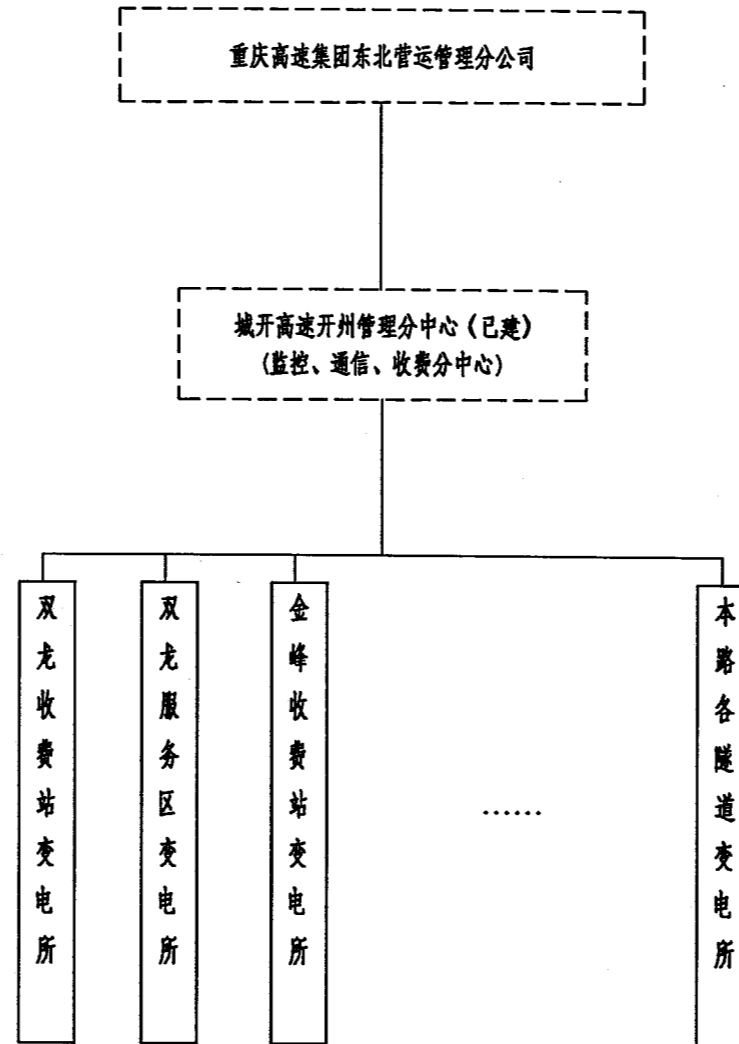 重庆高速集团东北营运管理分公司
城开高速开州管理分中心（已建）
（监控、通信、收费分中心）
双龙收费站变电所
双龙服务区变电所
金峰收费站变电所
······
本路各隧道变电所